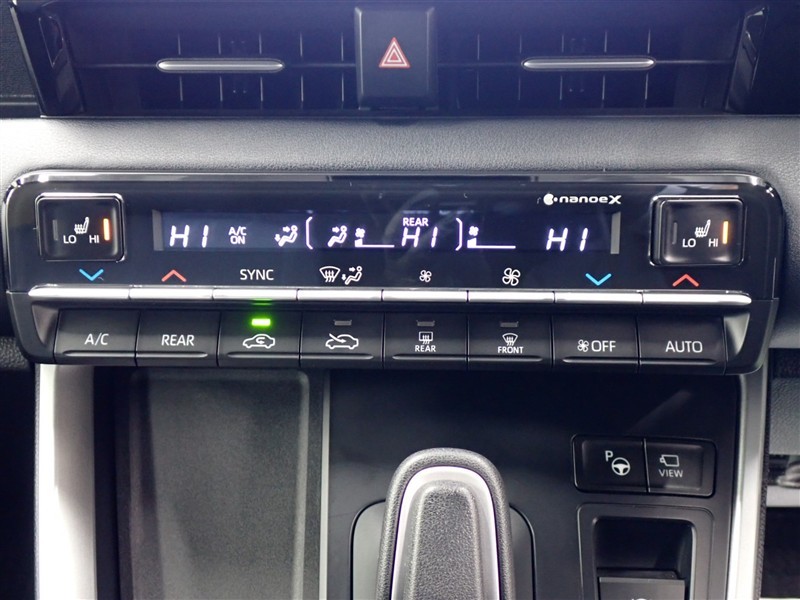 nanoeX
LO HI
HI A/C ON REAR HI HI
LO HI
SYNC
A/C REAR REAR FRONT OFF AUTO
P VIEW